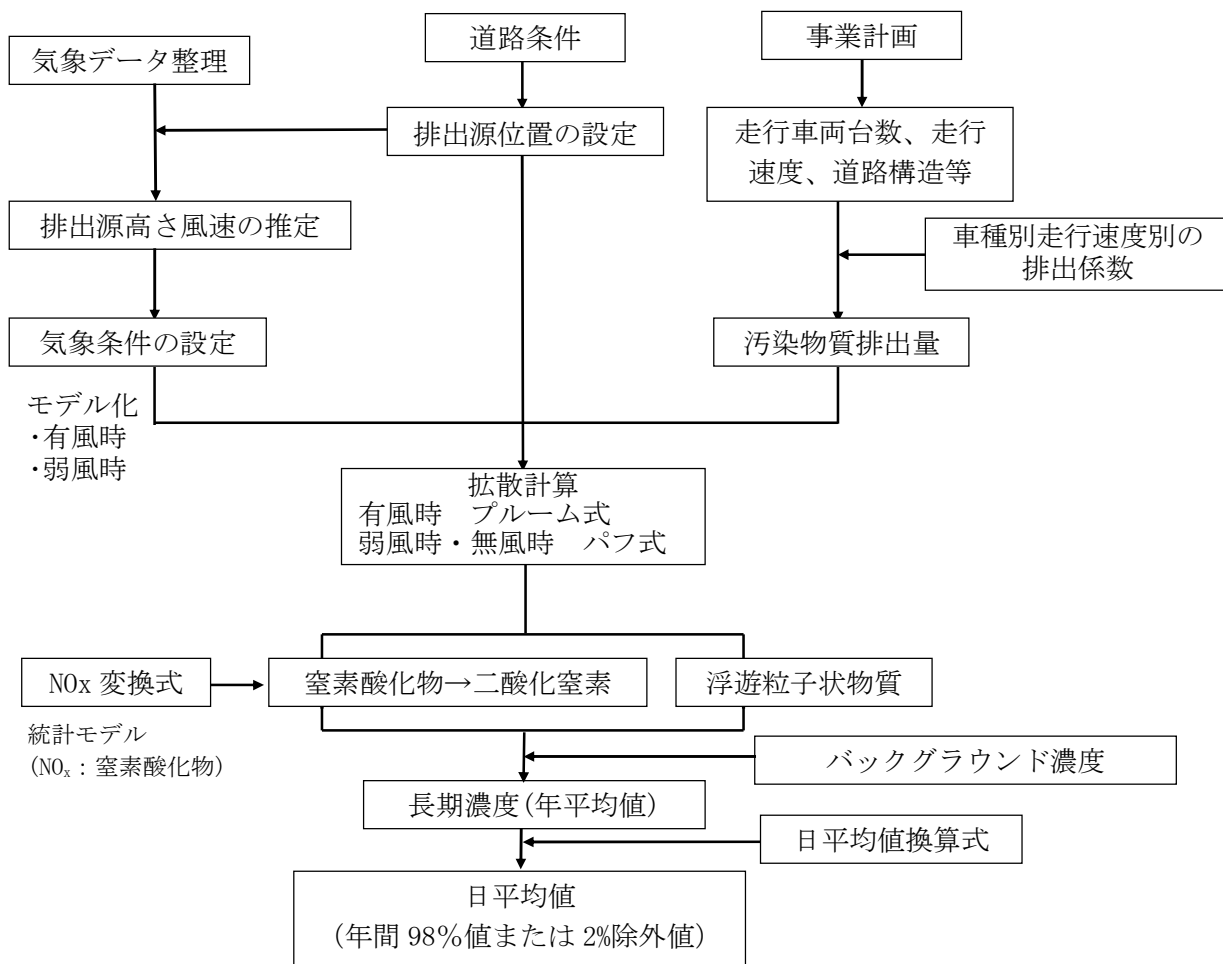 道路条件
事業計画
気象データ整理
排出源位置の設定
走行車両台数、走行
速度、道路構造等
排出源高さ風速の推定
車種別走行速度別の
排出係数
気象条件の設定
汚染物質排出量
モデル化
・有風時
・弱風時
拡散計算
有風時　プルーム式
弱風時・無風時　パフ式
NOx 変換式
窒素酸化物→二酸化窒素
浮遊粒子状物質
統計モデル
(NOx：窒素酸化物)
バックグラウンド濃度
長期濃度(年平均値)
日平均値換算式
日平均値
(年間 98%値または 2%除外値)